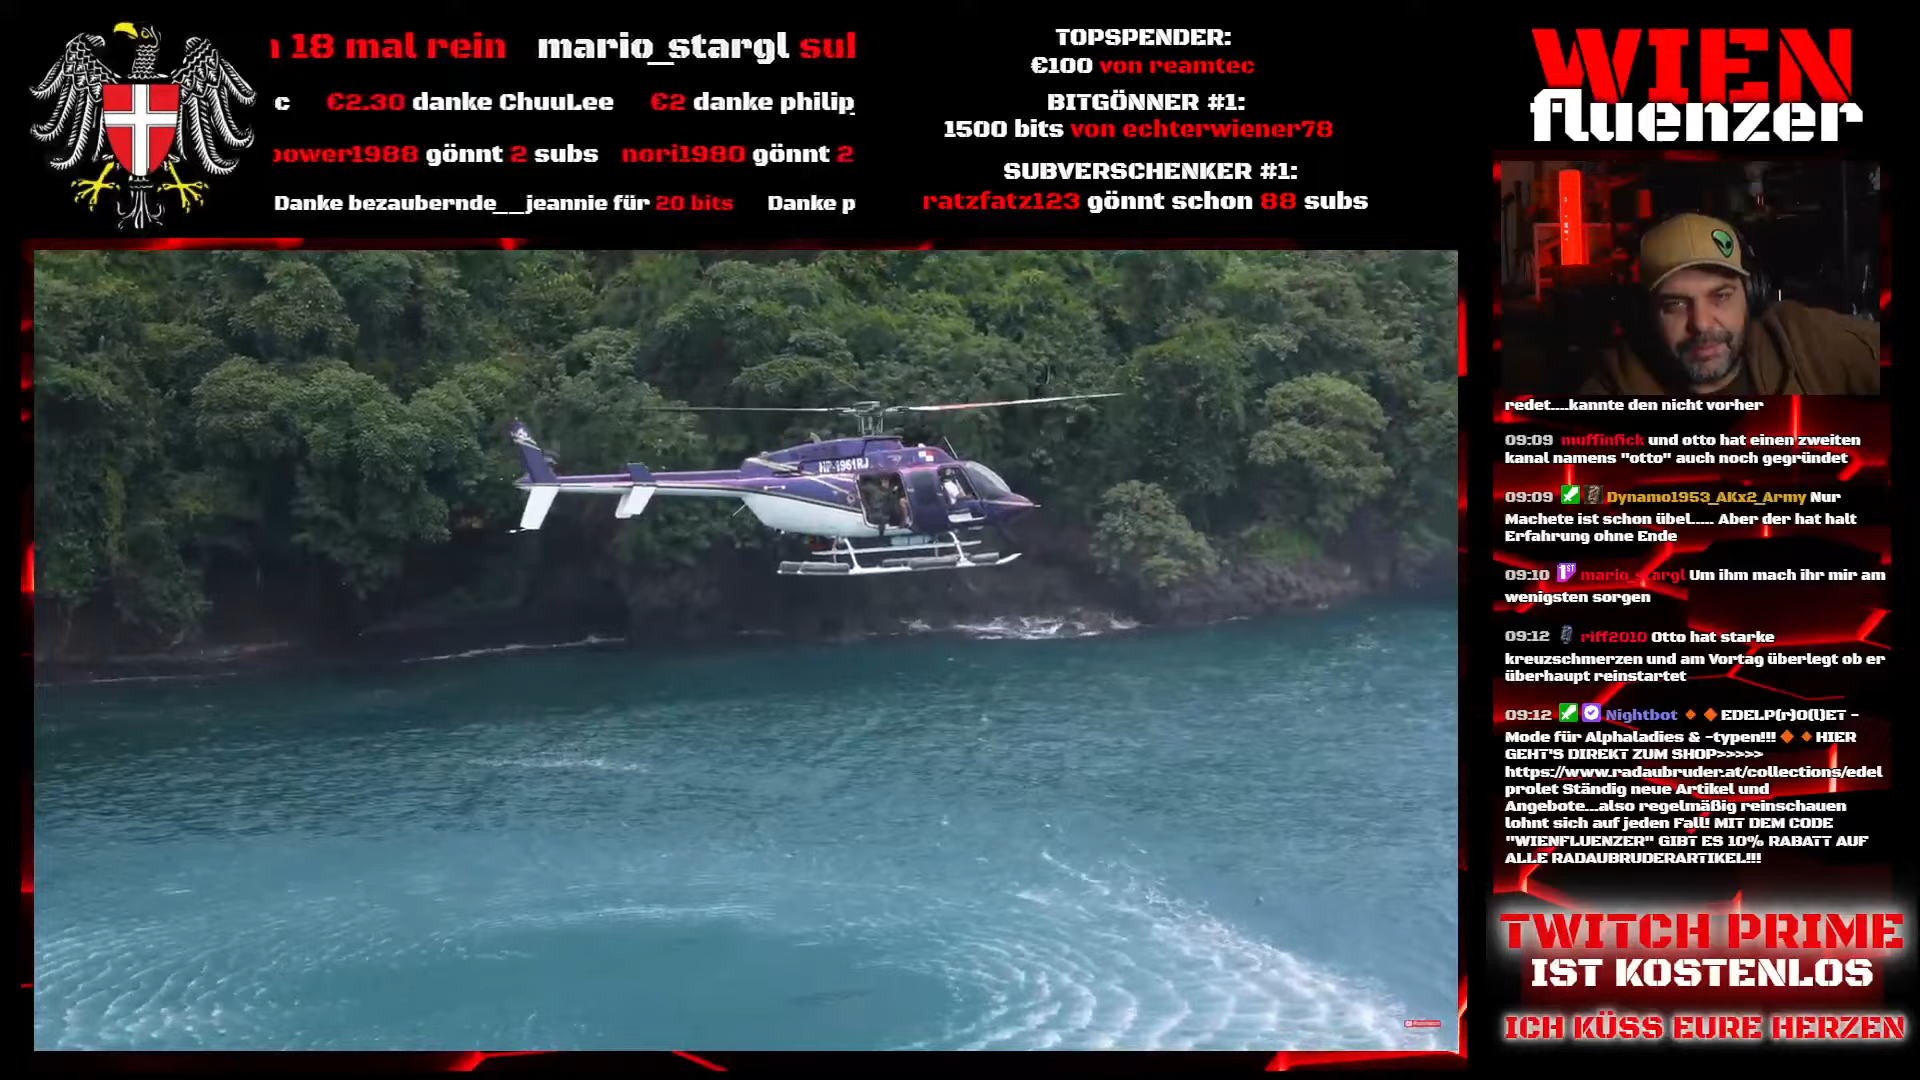 18 mal rein mario_stargl sul
c €2.30 danke ChuuLee €2 danke philip_
power1988 gönnt 2 subs nori1980 gönnt 2
Danke bezaubernde__jeannie für 20 bits Danke p
TOPSPENDER:
€100 von reamtec
BITGÖNNER #1:
1500 bits von echterwiener78
SUBVERSCHENKER #1:
ratzfatz123 gönnt schon 88 subs
WIEN
fluenzer
HP-1961RJ
redet....kannte den nicht vorher
09:09 muffinfick und otto hat einen zweiten
kanal namens "otto" auch noch gegründet
09:09 Dynamo1953_AKx2_Army Nur
Machete ist schon übel..... Aber der hat halt
Erfahrung ohne Ende
09:10 mario_stargl Um ihm mach ihr mir am
wenigsten sorgen
09:12 riff2010 Otto hat starke
kreuzschmerzen und am Vortag überlegt ob er
überhaupt reinstartet
09:12 Nightbot 🔸🔶EDELP(r)O(l)ET -
Mode für Alphaladies & -typen!!!🔶🔸HIER
GEHT'S DIREKT ZUM SHOP>>>>>
https://www.radaubruder.at/collections/edel
prolet Ständig neue Artikel und
Angebote...also regelmäßig reinschauen
lohnt sich auf jeden Fall! MIT DEM CODE
"WIENFLUENZER" GIBT ES 10% RABATT AUF
ALLE RADAUBRUDERARTIKEL!!!
TWITCH PRIME
IST KOSTENLOS
ICH KÜSS EURE HERZEN